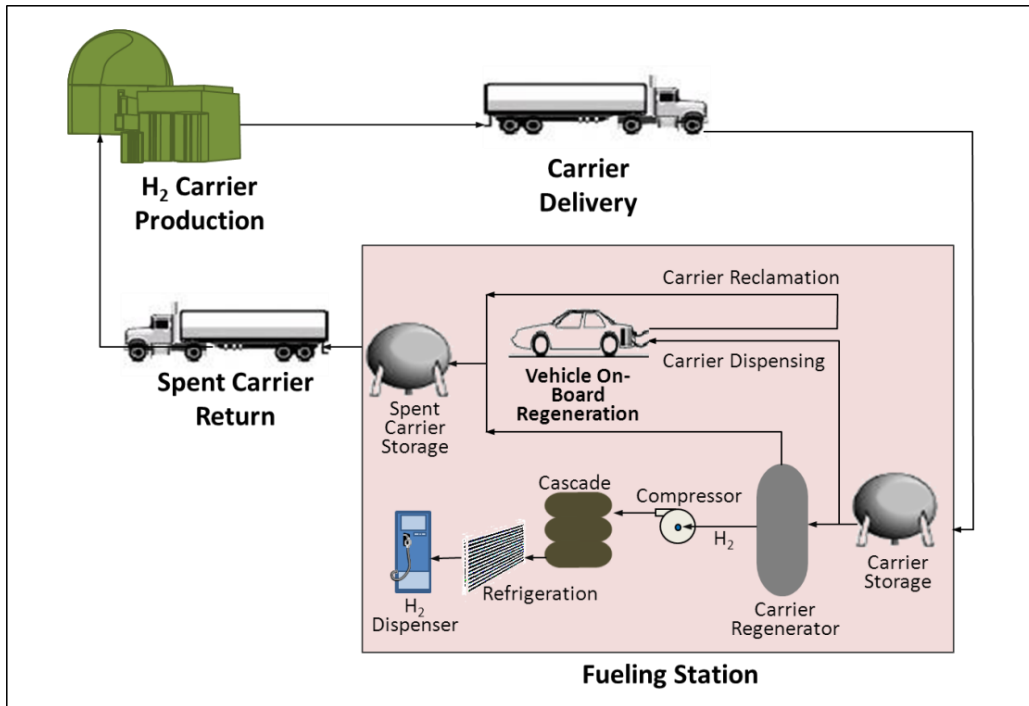 H₂ Carrier
Production
Carrier
Delivery
Carrier Reclamation
Carrier Dispensing
Vehicle On-
Board
Regeneration
Spent Carrier
Return
Spent
Carrier
Storage
Cascade
Compressor
H₂
Carrier
Storage
Refrigeration
H₂
Dispenser
Carrier
Regenerator
Fueling Station